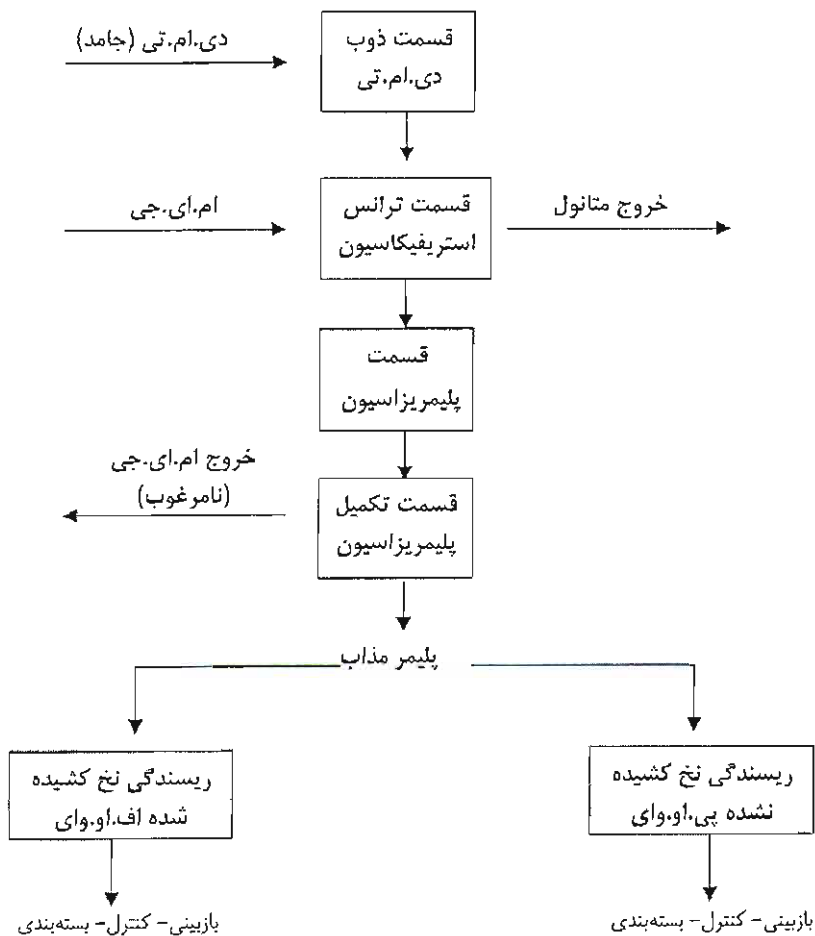 دی.ام.تی (جامد)
قسمت ذوب
دی.ام.تی
ام.ای.جی
قسمت ترانس
استریفیکاسیون
خروج متانول
قسمت
پلیمریزاسیون
خروج ام.ای.جی
(نامرغوب)
قسمت تکمیل
پلیمریزاسیون
پلیمر مذاب
ریسندگی نخ کشیده
نشده پی.او.وای
ریسندگی نخ کشیده
شده اف.او.وای
بازبینی- کنترل- بسته‌بندی
بازبینی- کنترل- بسته‌بندی